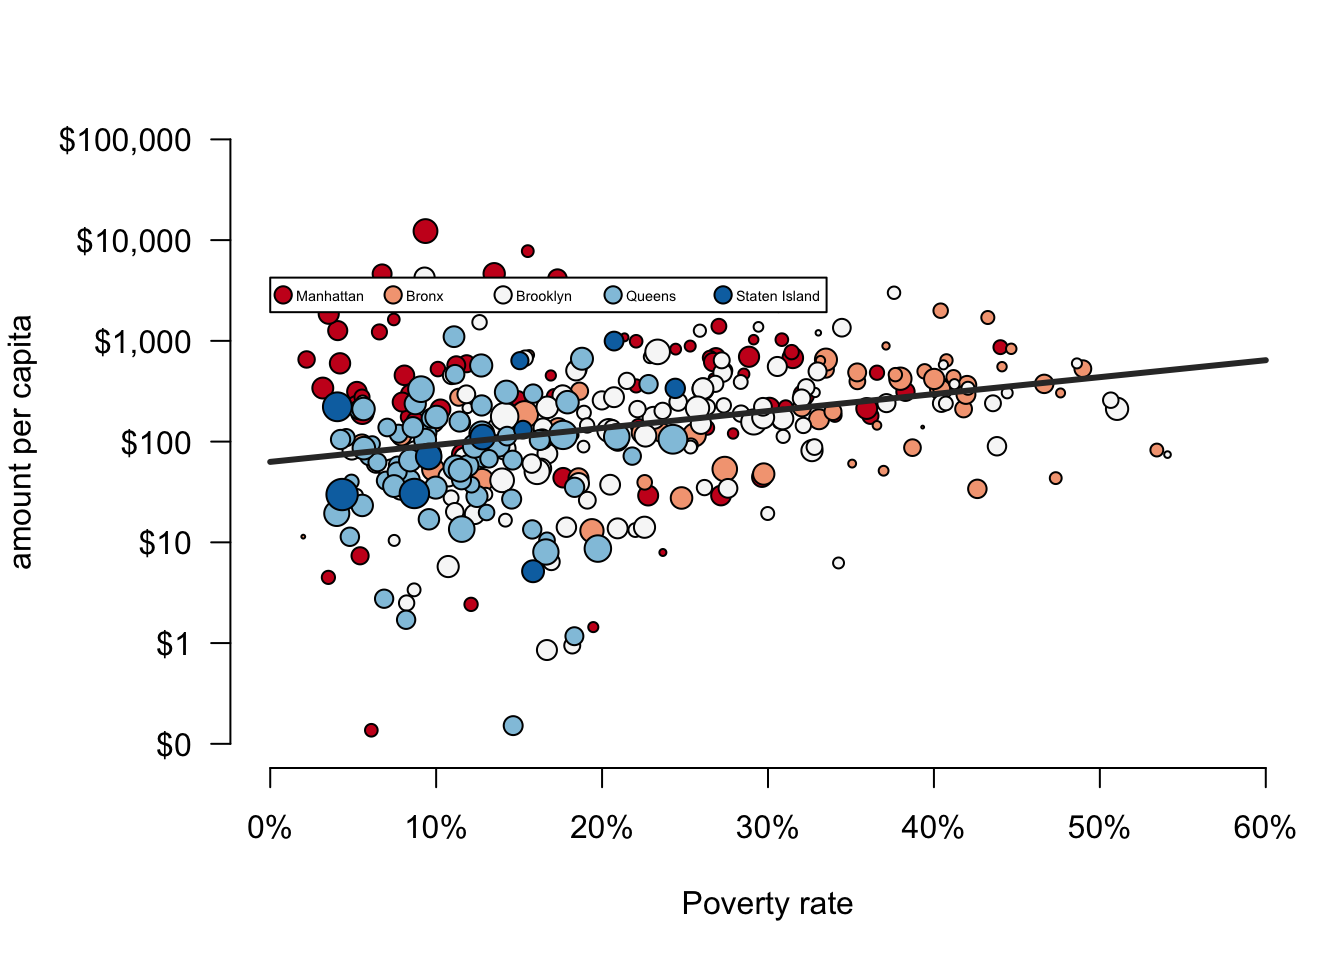 $100,000
$10,000
$1,000
$100
$10
$1
$0
amount per capita
Manhattan Bronx Brooklyn Queens Staten Island
0% 10% 20% 30% 40% 50% 60%
Poverty rate